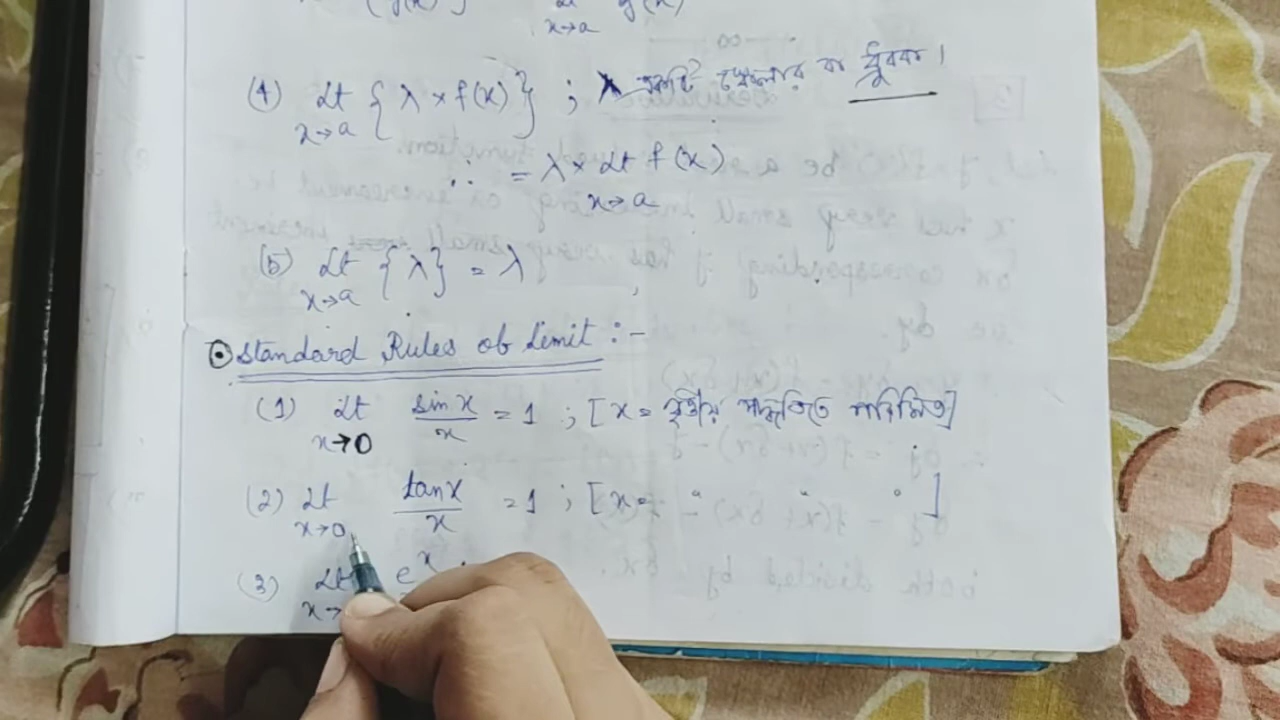 x→a
(4) Lt { λ × f(x) } ; λ একটি স্কেলার বা ধ্রুবক।
x→a
∴ = λ × Lt f(x)
x→a
(5) Lt { λ } = λ
x→a
Standard Rules of Limit :-
(1) Lt sin x / x = 1 ; [ x = বৃত্তীয় পদ্ধতিতে পরিমিত]
x→0
(2) Lt tan x / x = 1 ; [ x = " " " ]
x→0
(3) Lt e^x
x→